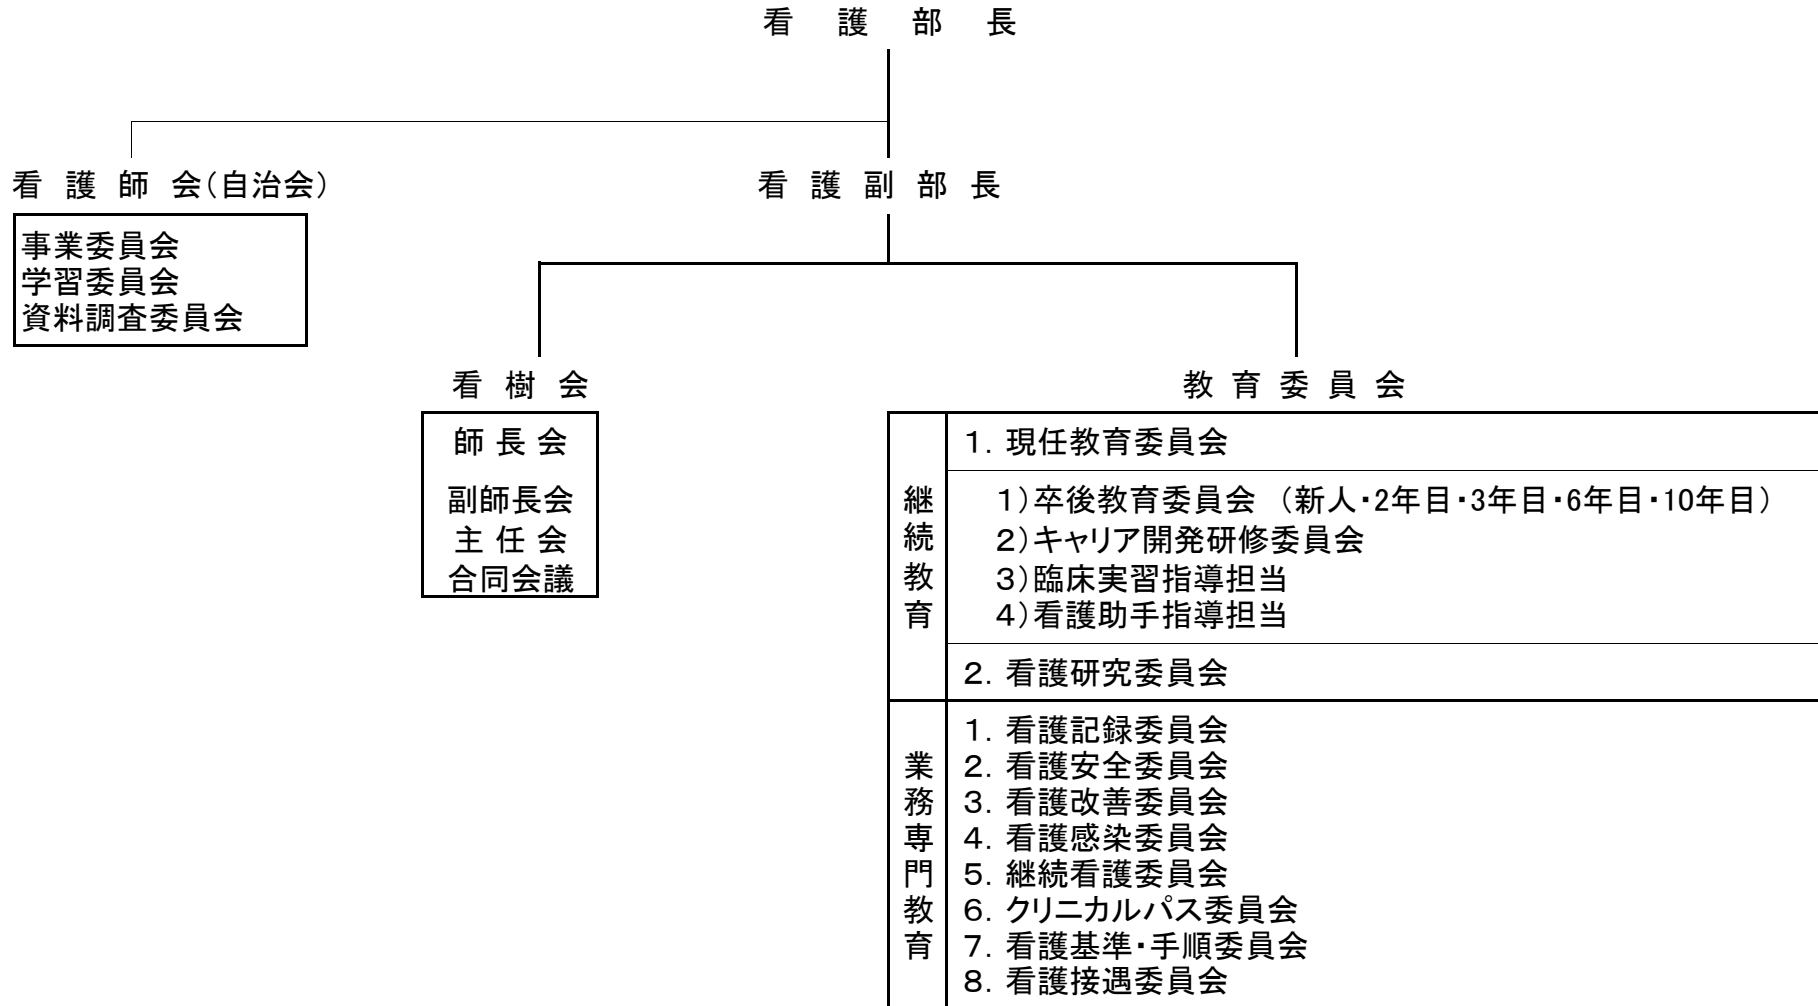 看護部長
看護師会(自治会)
看護副部長
事業委員会
学習委員会
資料調査委員会
看樹会
教育委員会
師長会
副師長会
主任会
合同会議
継続教育
1. 現任教育委員会
1)卒後教育委員会 (新人・2年目・3年目・6年目・10年目)
2)キャリア開発研修委員会
3)臨床実習指導担当
4)看護助手指導担当
2. 看護研究委員会
業務専門教育
1. 看護記録委員会
2. 看護安全委員会
3. 看護改善委員会
4. 看護感染委員会
5. 継続看護委員会
6. クリニカルパス委員会
7. 看護基準・手順委員会
8. 看護接遇委員会